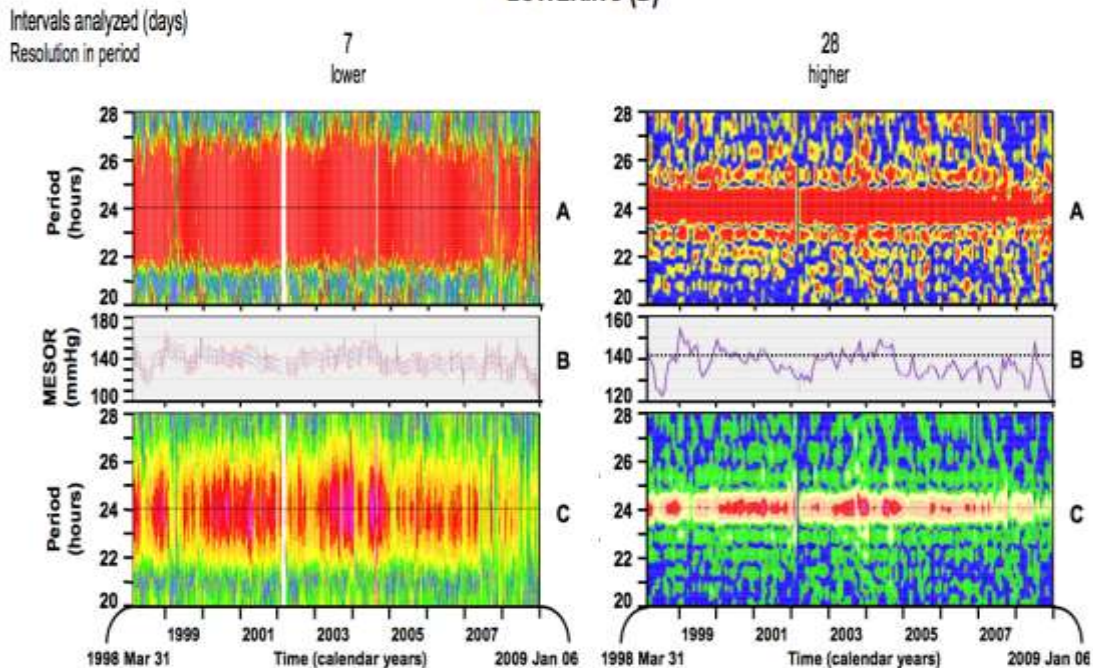 Intervals analyzed (days)
7
28
Resolution in period
lower
higher
28
26
24
22
20
Period
(hours)
A
28
26
24
22
20
A
180
140
100
MESOR
(mmHg)
B
160
140
120
B
28
26
24
22
20
Period
(hours)
C
28
26
24
22
20
C
1999 2001 2003 2005 2007
1998 Mar 31 Time (calendar years) 2009 Jan 06
1999 2001 2003 2005 2007
1998 Mar 31 Time (calendar years) 2009 Jan 06